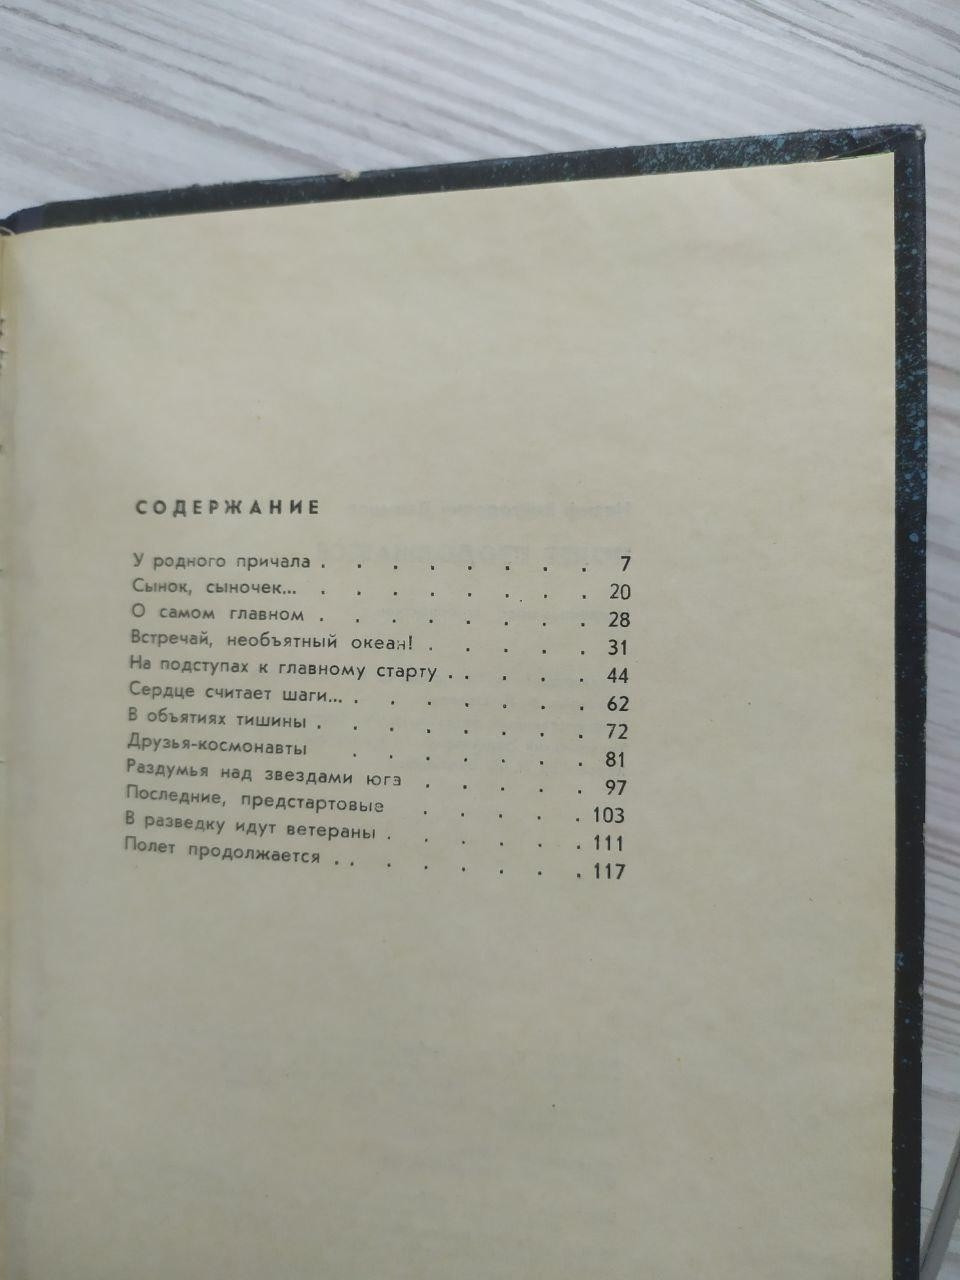 СОДЕРЖАНИЕ
У родного причала . . . . . . . . 7
Сынок, сыночек... . . . . . . . . 20
О самом главном . . . . . . . . 28
Встречай, необъятный океан! . . . . . 31
На подступах к главному старту . . . . . 44
Сердце считает шаги... . . . . . . . 62
В объятиях тишины . . . . . . . . 72
Друзья-космонавты . . . . . . . 81
Раздумья над звездами юга . . . . . 97
Последние, предстартовые . . . . . 103
В разведку идут ветераны . . . . . . 111
Полет продолжается . . . . . . . . 117